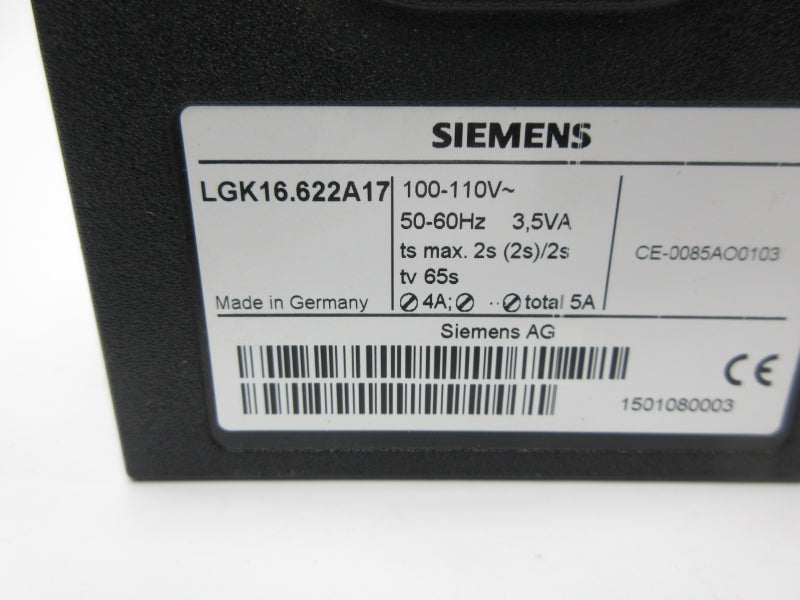 SIEMENS
LGK16.622A17
100-110V~
50-60Hz 3,5VA
ts max. 2s (2s)/2s
tv 65s
⊘ 4A; ⊘ ·· ⊘ total 5A
CE-0085AO0103
Made in Germany
Siemens AG
CE
1501080003